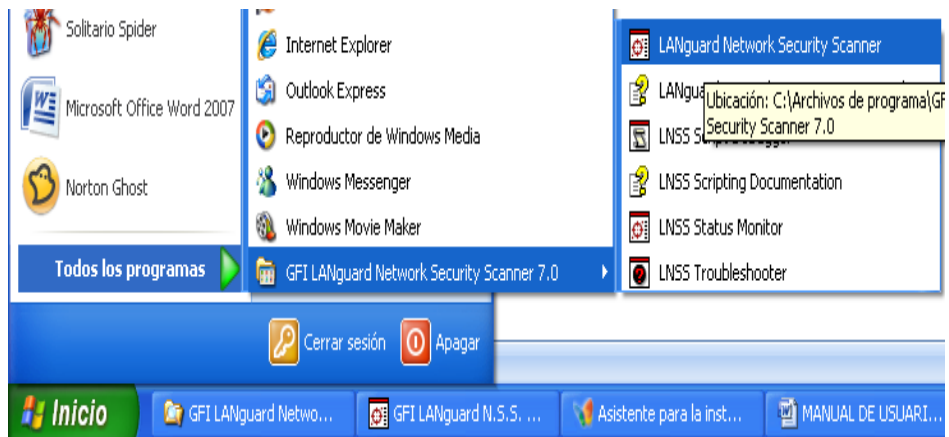 Solitario Spider
Microsoft Office Word 2007
Norton Ghost
Todos los programas
Internet Explorer
Outlook Express
Reproductor de Windows Media
Windows Messenger
Windows Movie Maker
GFI LANguard Network Security Scanner 7.0
LANguard Network Security Scanner
LANgua
Ubicación: C:\Archivos de programa\GF
Security Scanner 7.0
LNSS
LNSS Scripting Documentation
LNSS Status Monitor
LNSS Troubleshooter
Cerrar sesión
Apagar
Inicio
GFI LANguard Netwo...
GFI LANguard N.S.S. ...
Asistente para la inst...
MANUAL DE USUARI...